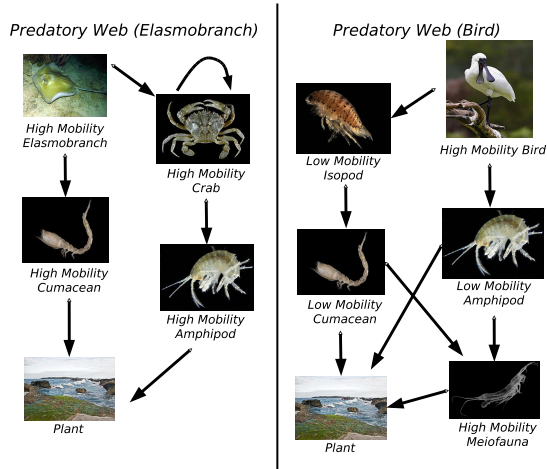 Predatory Web (Elasmobranch)
High Mobility
Elasmobranch
High Mobility
Crab
High Mobility
Cumacean
High Mobility
Amphipod
Plant
Predatory Web (Bird)
Low Mobility
Isopod
High Mobility Bird
Low Mobility
Cumacean
Low Mobility
Amphipod
Plant
High Mobility
Meiofauna